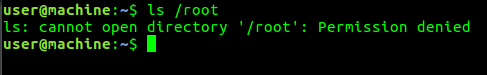 user@machine:~$ ls /root
ls: cannot open directory '/root': Permission denied
user@machine:~$